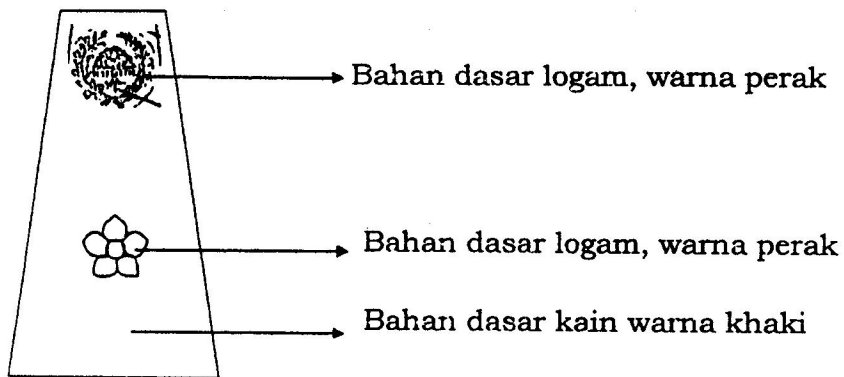 Bahan dasar logam, warna perak
Bahan dasar logam, warna perak
Bahan dasar kain warna khaki